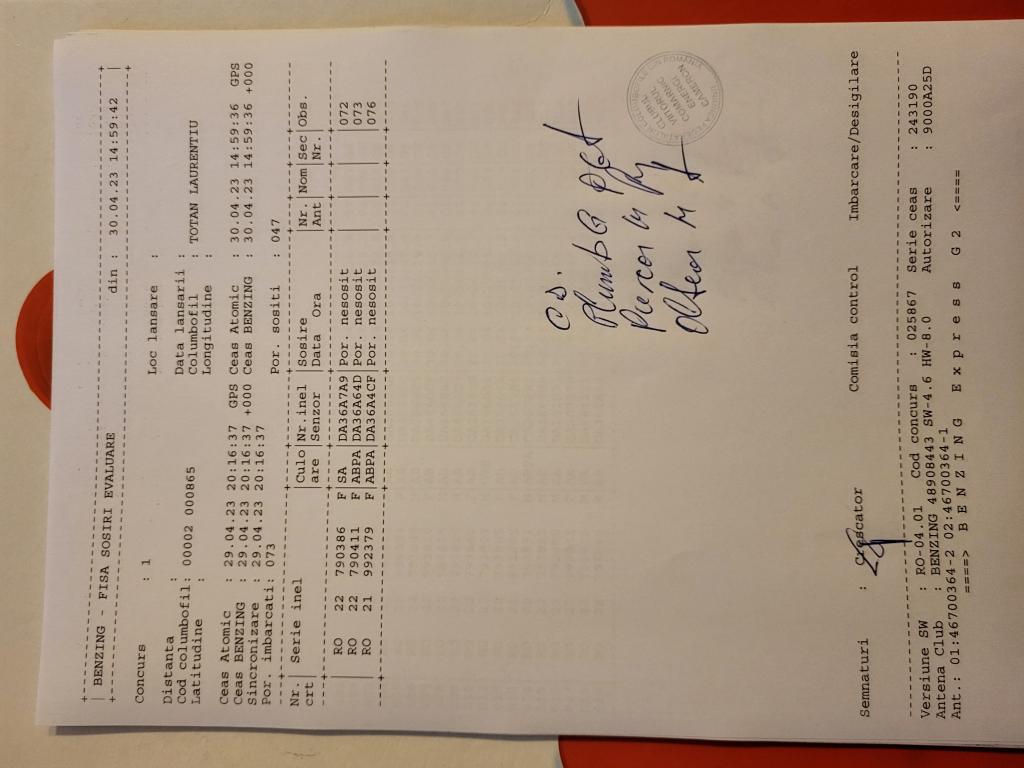 BENZING - FISA SOSIRI EVALUARE din : 30.04.23 14:59:42
Concurs : 1 Loc lansare :
Distanta : Data lansarii :
Cod columbofil: 00002 000865 Columbofil : TOTAN LAURENTIU
Latitudine : Longitudine :
Ceas Atomic : 29.04.23 20:16:37 GPS Ceas Atomic : 30.04.23 14:59:36 GPS
Ceas BENZING : 29.04.23 20:16:37 +000 Ceas BENZING : 30.04.23 14:59:36 +000
Sincronizare : 29.04.23 20:16:37
Por. imbarcati: 073 Por. sositi : 047
Nr. | Serie inel | Culo | Nr.inel | Sosire | Nr. | Nom | Sec | Obs.
crt | are | Senzor | Data Ora | Ant | Nr. |
RO 22 790386 F | SA | DA36A7A9 | Por. nesosit | 072
RO 22 790411 F | ABPA | DA36A64D | Por. nesosit | 073
RO 21 992379 F | ABPA | DA36A4CF | Por. nesosit | 076
Semnaturi : Crescator Comisia control Imbarcare/Desigilare
Versiune SW : RO-04.01 Cod concurs : 025867 Serie ceas : 243190
Antena Club : BENZING 48908443 SW-4.6 HW-8.0 Autorizare : 9000A25D
Ant.: 01:46700364-2 02:46700364-1
====> B E N Z I N G E x p r e s s G 2 <====